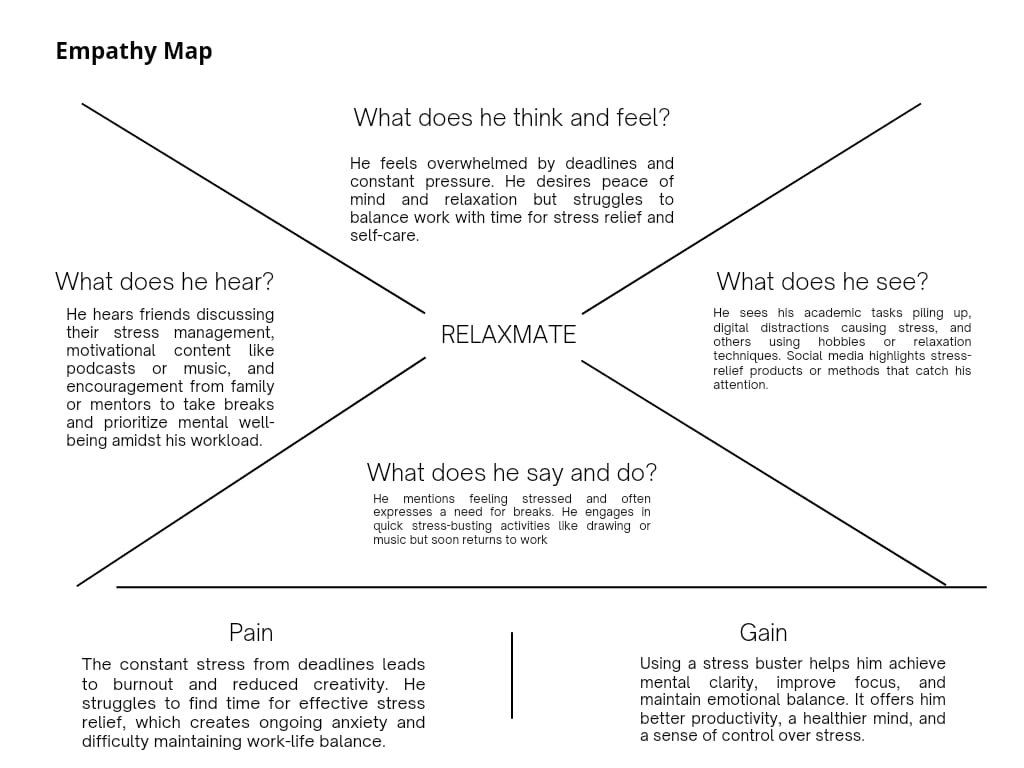 Empathy Map
What does he think and feel?
He feels overwhelmed by deadlines and
constant pressure. He desires peace of
mind and relaxation but struggles to
balance work with time for stress relief and
self-care.
What does he hear?
He hears friends discussing
their stress management,
motivational content like
podcasts or music, and
encouragement from family
or mentors to take breaks
and prioritize mental well-
being amidst his workload.
RELAXMATE
What does he see?
He sees his academic tasks piling up,
digital distractions causing stress, and
others using hobbies or relaxation
techniques. Social media highlights stress-
relief products or methods that catch his
attention.
What does he say and do?
He mentions feeling stressed and often
expresses a need for breaks. He engages in
quick stress-busting activities like drawing or
music but soon returns to work
Pain
The constant stress from deadlines leads
to burnout and reduced creativity. He
struggles to find time for effective stress
relief, which creates ongoing anxiety and
difficulty maintaining work-life balance.
Gain
Using a stress buster helps him achieve
mental clarity, improve focus, and
maintain emotional balance. It offers him
better productivity, a healthier mind, and
a sense of control over stress.